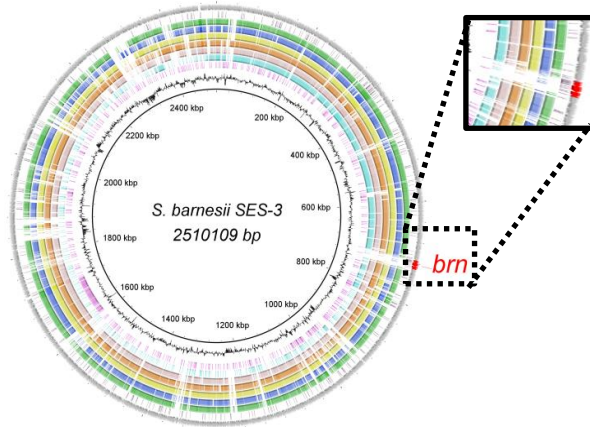 2400 kbp
200 kbp
2200 kbp
400 kbp
2000 kbp
S. barnesii SES-3
600 kbp
2510109 bp
1800 kbp
brn
800 kbp
1600 kbp
1000 kbp
1400 kbp
1200 kbp